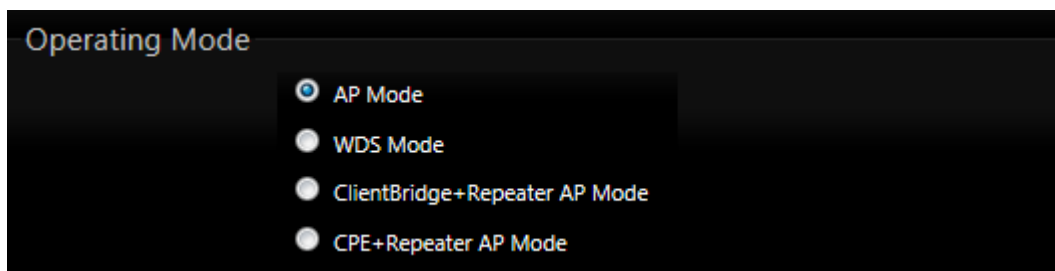 Operating Mode
AP Mode
WDS Mode
ClientBridge+Repeater AP Mode
CPE+Repeater AP Mode